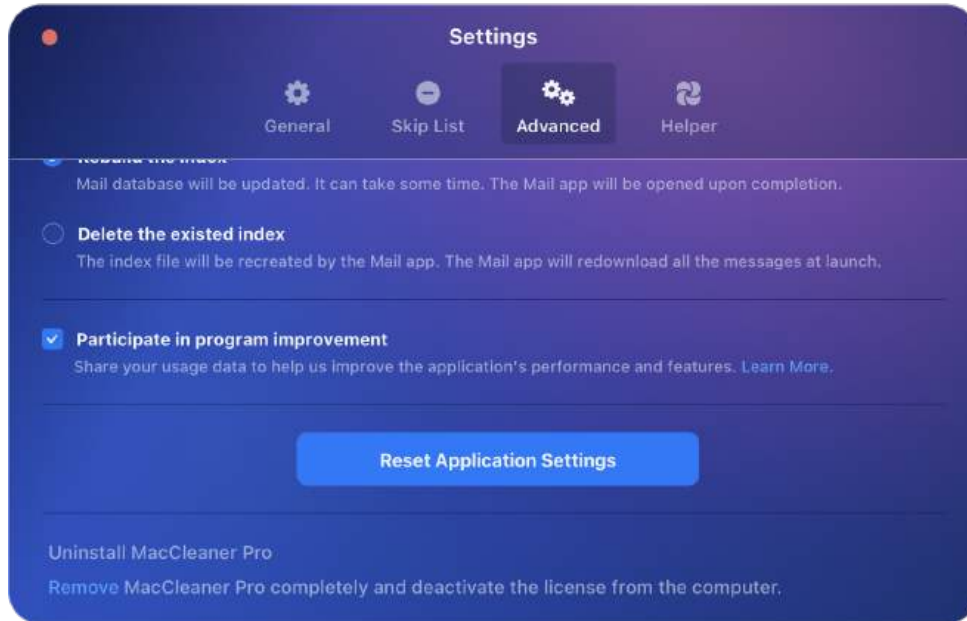 Settings
General
Skip List
Advanced
Helper
Rebuild the index
Mail database will be updated. It can take some time. The Mail app will be opened upon completion.
Delete the existed index
The index file will be recreated by the Mail app. The Mail app will redownload all the messages at launch.
Participate in program improvement
Share your usage data to help us improve the application's performance and features. Learn More.
Reset Application Settings
Uninstall MacCleaner Pro
Remove MacCleaner Pro completely and deactivate the license from the computer.